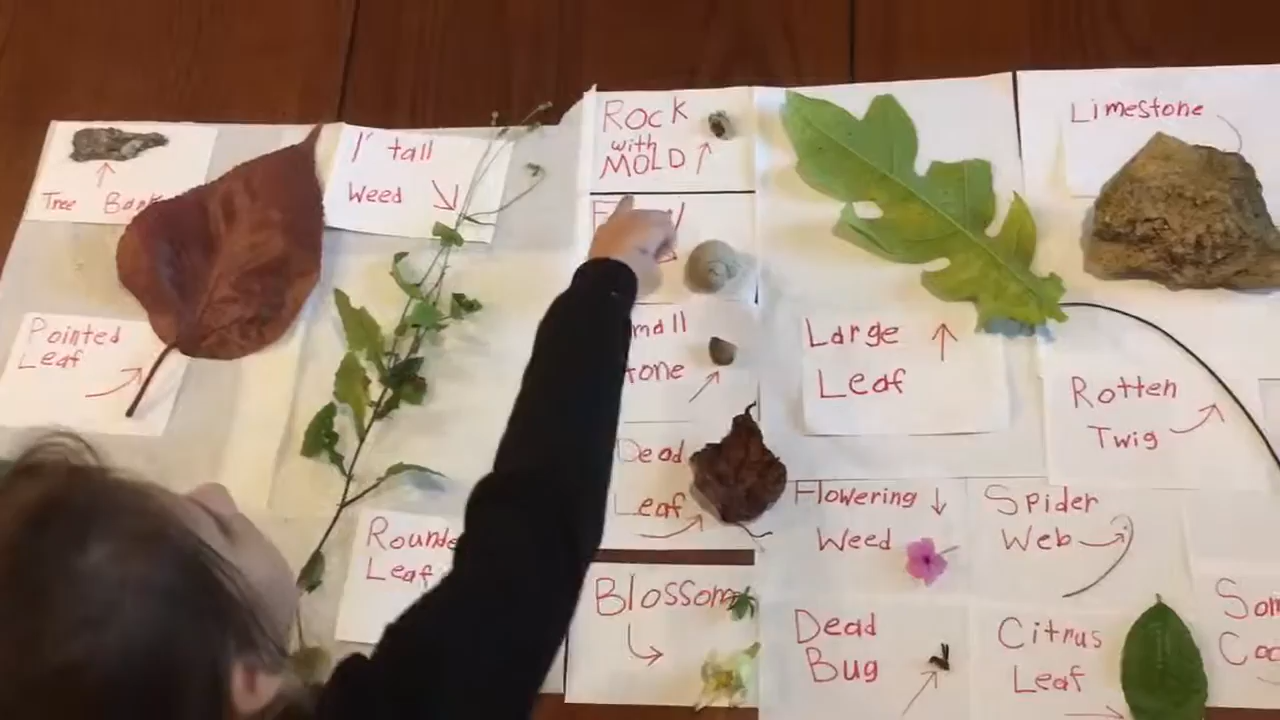 Tree Bark
Pointed
Leaf
1' tall
Weed
Rock
with
MOLD
mall
tone
Dead
Leaf
Rounde
Leaf
Blossom
Large
Leaf
Flowering
Weed
Dead
Bug
Limestone
Rotten
Twig
Spider
Web
Citrus
Leaf